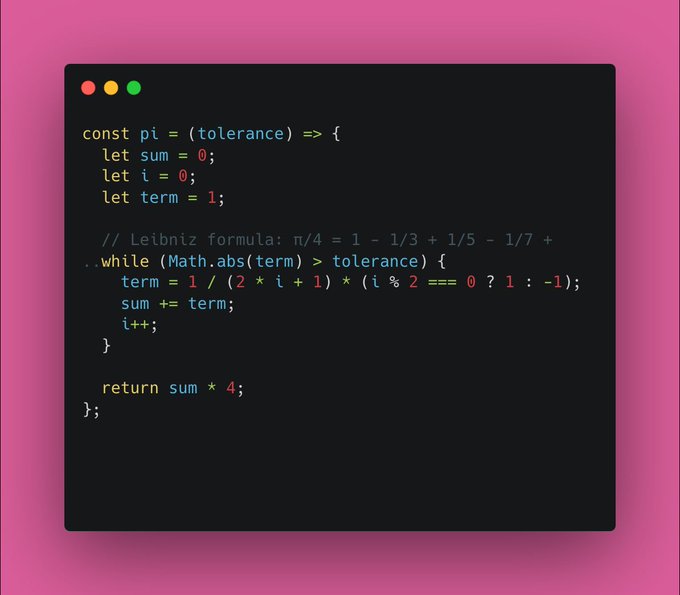 const pi = (tolerance) => {
  let sum = 0;
  let i = 0;
  let term = 1;

  // Leibniz formula: π/4 = 1 - 1/3 + 1/5 - 1/7 +
..while (Math.abs(term) > tolerance) {
    term = 1 / (2 * i + 1) * (i % 2 === 0 ? 1 : -1);
    sum += term;
    i++;
  }

  return sum * 4;
};